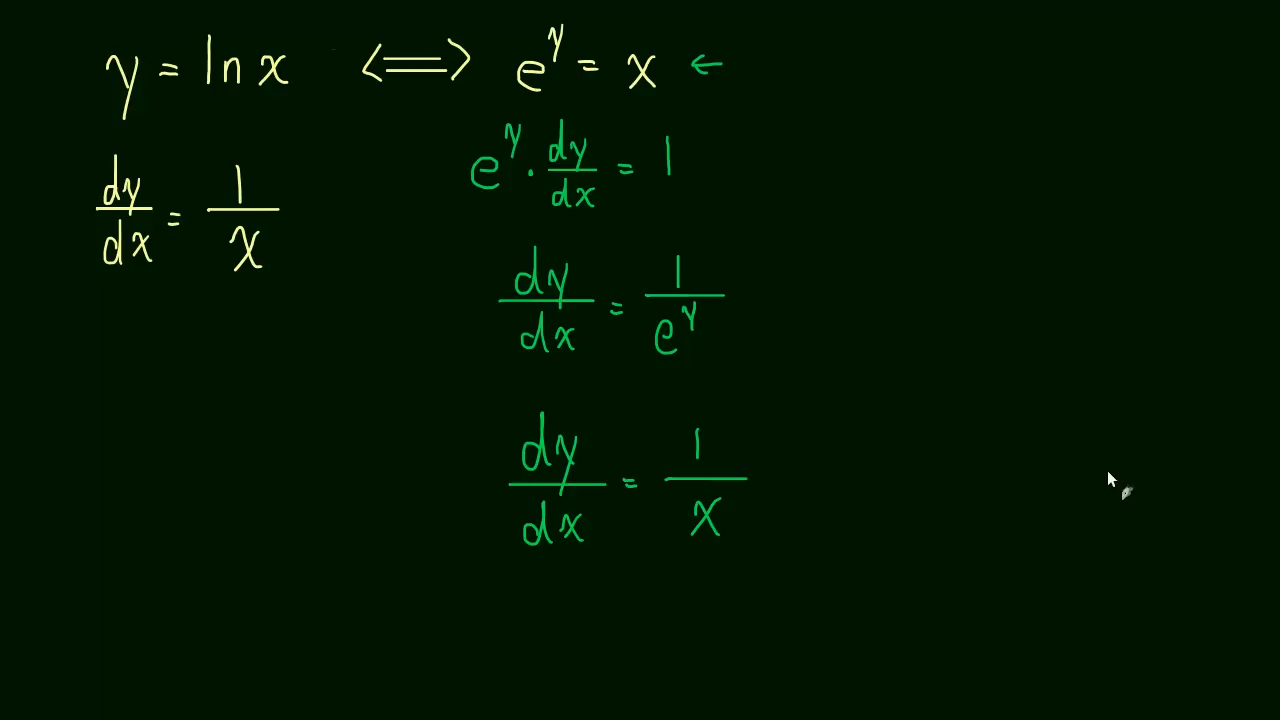 y = ln x <=> e^y = x ←
dy/dx = 1/x
e^y · dy/dx = 1
dy/dx = 1/e^y
dy/dx = 1/x